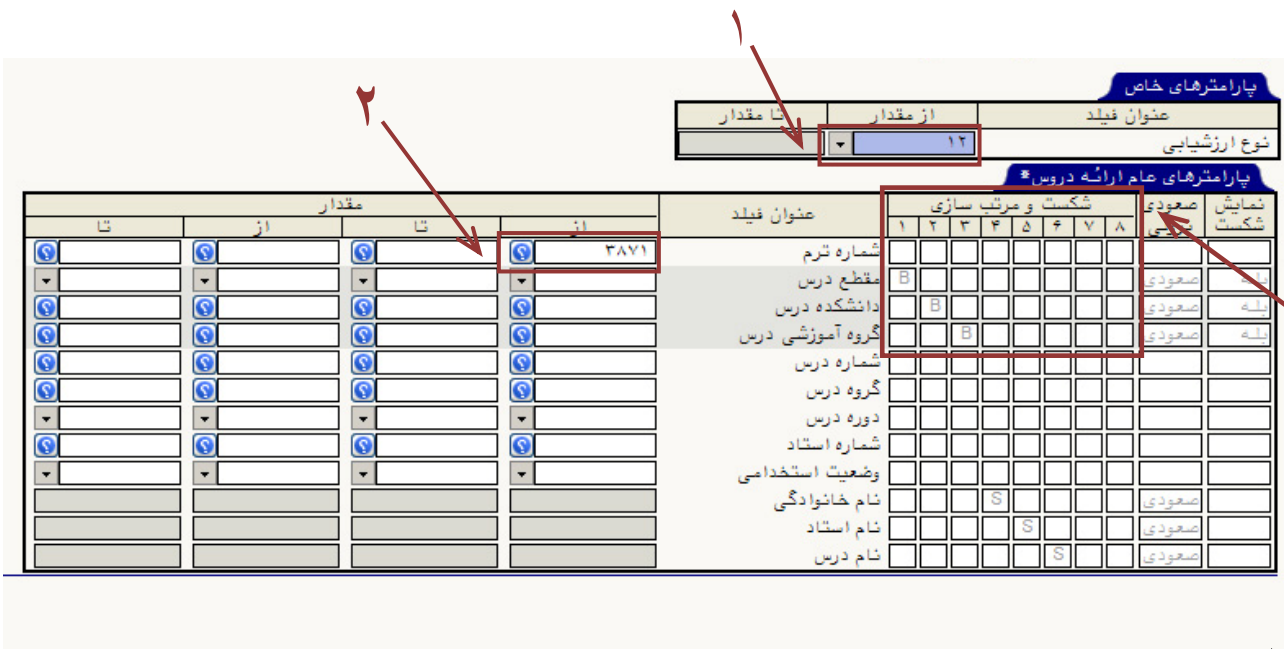 ۱
۲
پارامترهای خاص
عنوان فیلد از مقدار تا مقدار
نوع ارزشیابی ۱۲
پارامترهای عام ارائه دروس*
نمایش شکست صعودی شکست و مرتب سازی عنوان فیلد مقدار
۸ ۷ ۶ ۵ ۴ ۳ ۲ ۱ از تا از تا
شماره ترم ۳۸۷۱
بله صعودی B مقطع درس
بله صعودی B دانشکده درس
بله صعودی B گروه آموزشی درس
شماره درس
گروه درس
دوره درس
شماره استاد
وضعیت استخدامی
صعودی S نام خانوادگی
صعودی S نام استاد
صعودی S نام درس